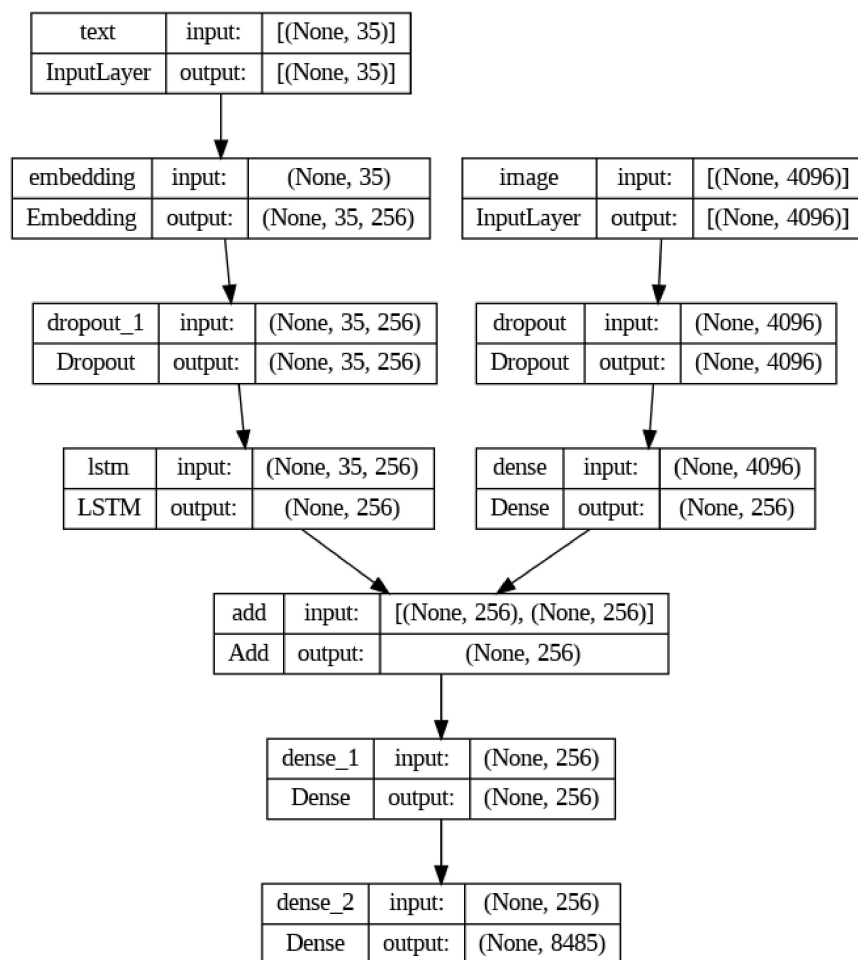 text input: [(None, 35)]
InputLayer output: [(None, 35)]
embedding input: (None, 35)
Embedding output: (None, 35, 256)
image input: [(None, 4096)]
InputLayer output: [(None, 4096)]
dropout_1 input: (None, 35, 256)
Dropout output: (None, 35, 256)
dropout input: (None, 4096)
Dropout output: (None, 4096)
lstm input: (None, 35, 256)
LSTM output: (None, 256)
dense input: (None, 4096)
Dense output: (None, 256)
add input: [(None, 256), (None, 256)]
Add output: (None, 256)
dense_1 input: (None, 256)
Dense output: (None, 256)
dense_2 input: (None, 256)
Dense output: (None, 8485)